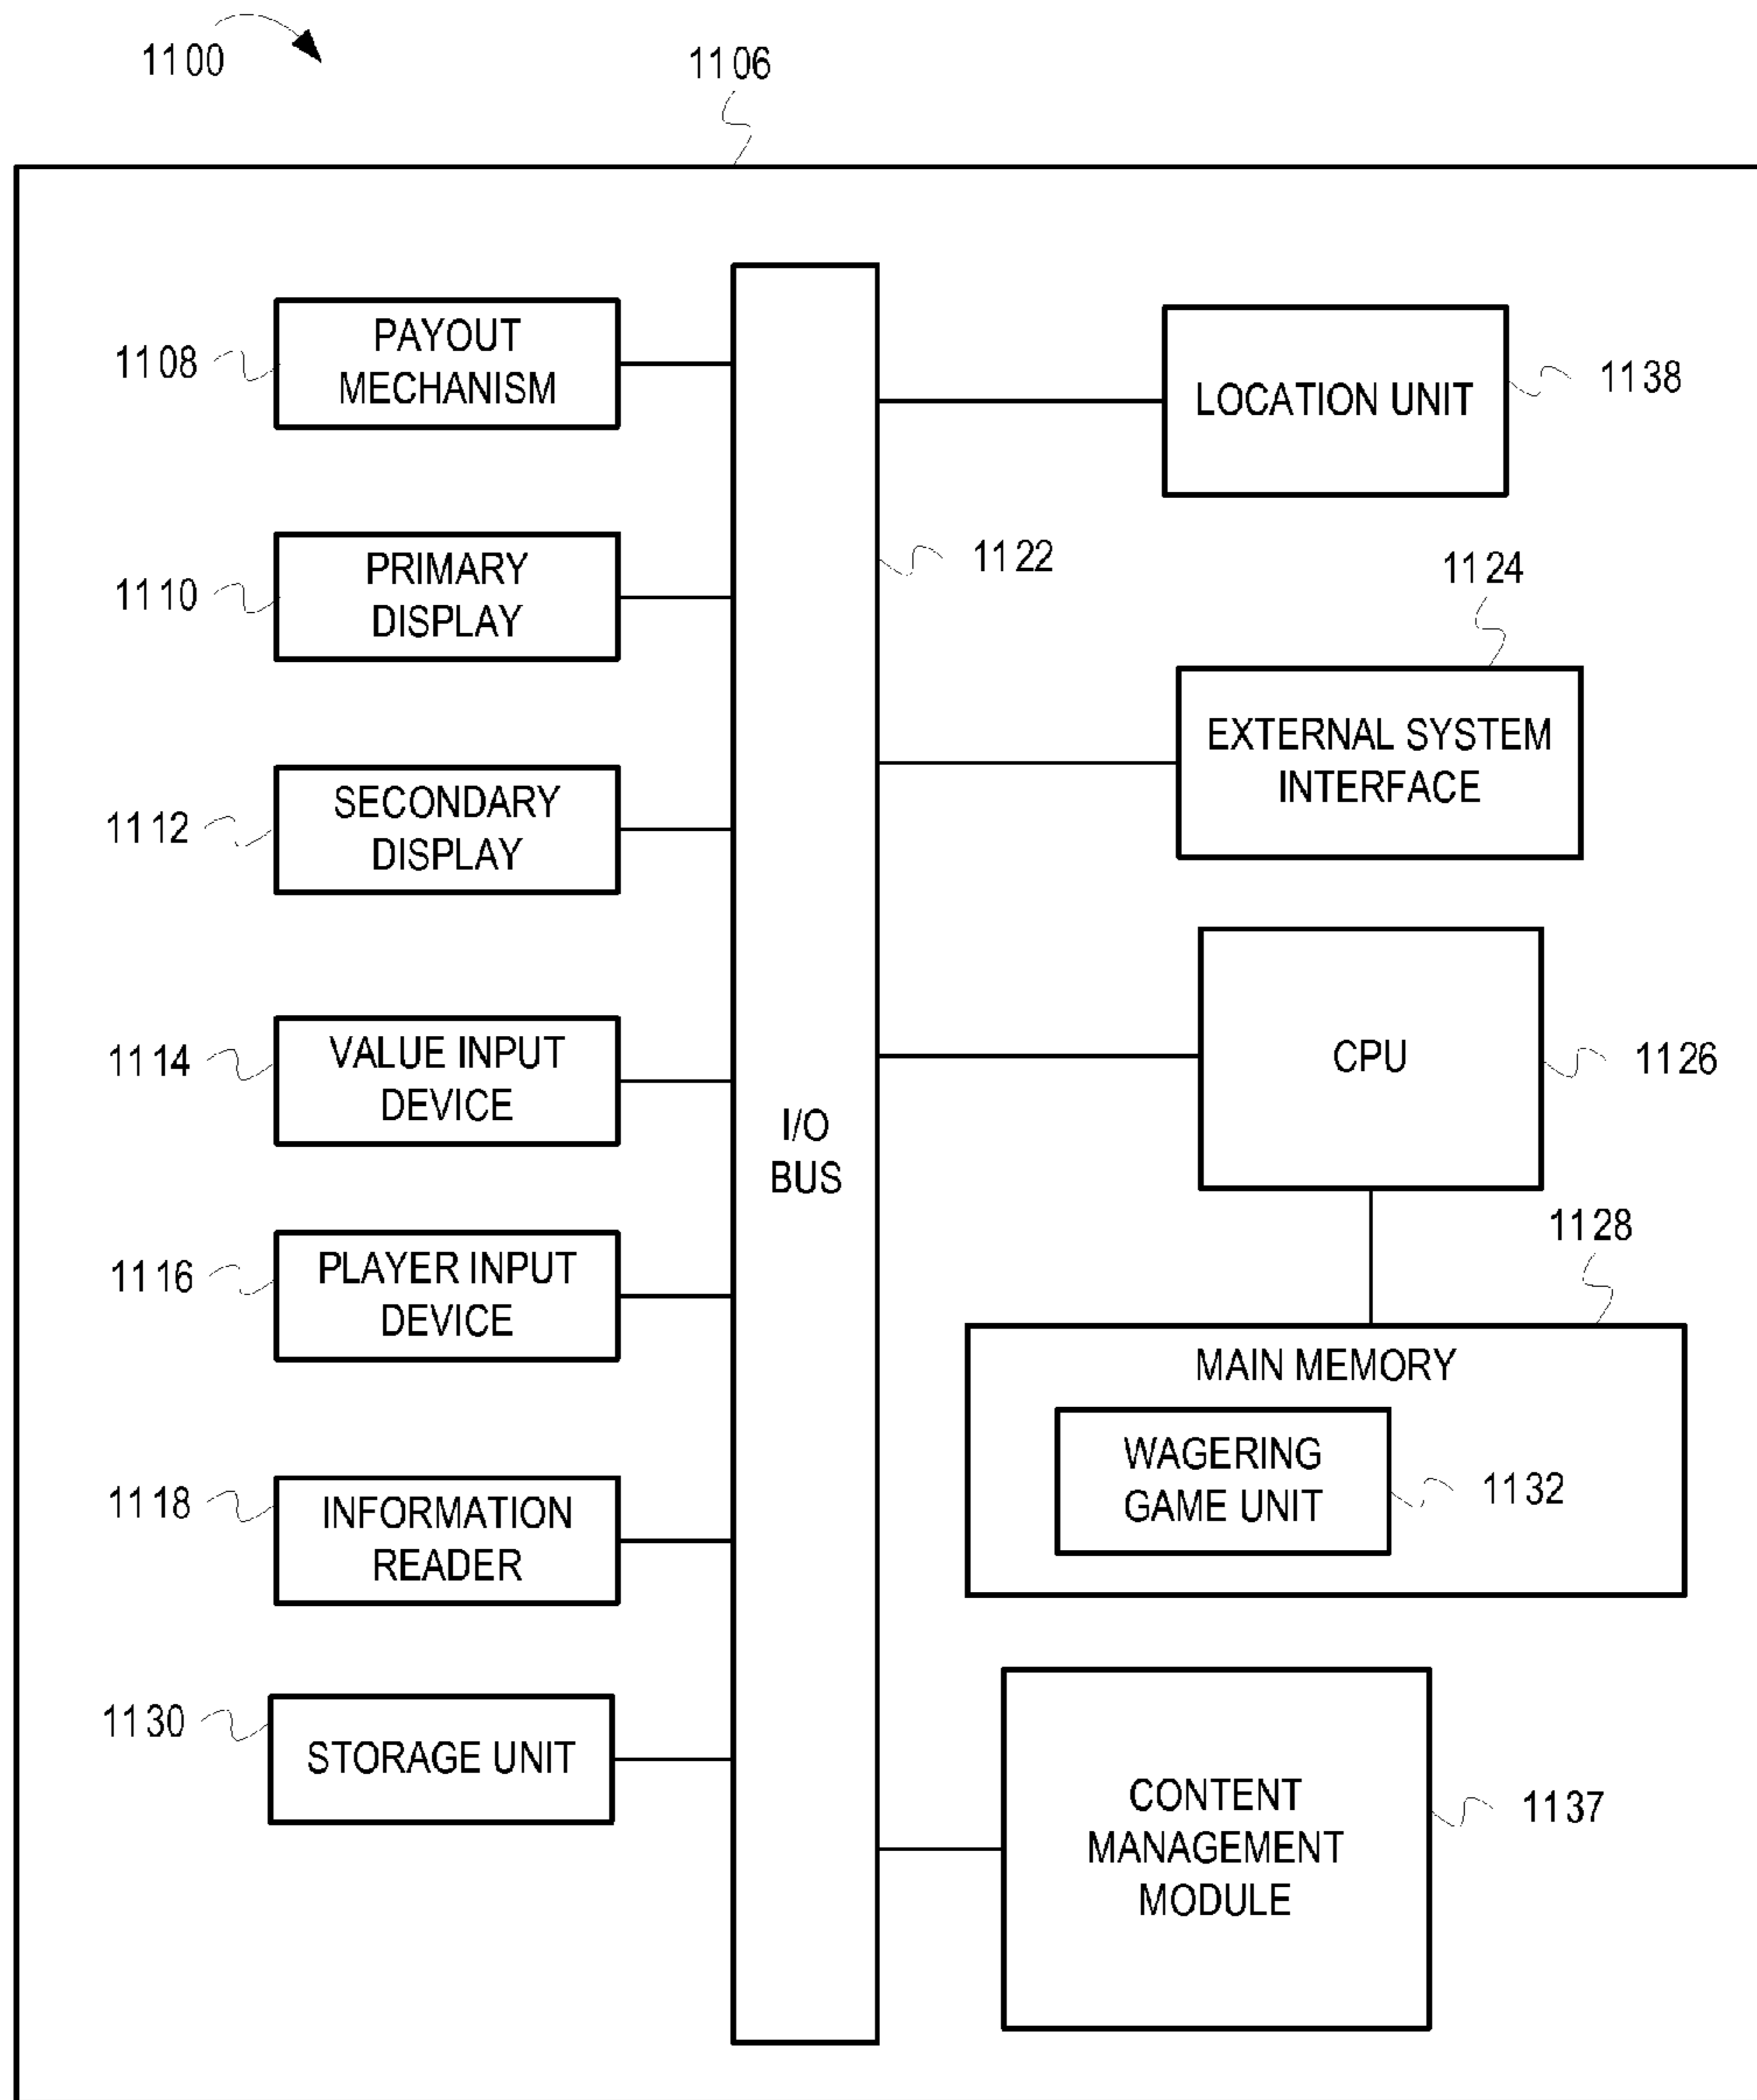 1100
1106
1108
PAYOUT
MECHANISM
1110
PRIMARY
DISPLAY
1112
SECONDARY
DISPLAY
1114
VALUE INPUT
DEVICE
1116
PLAYER INPUT
DEVICE
1118
INFORMATION
READER
1130
STORAGE UNIT
I/O
BUS
1122
LOCATION UNIT
1138
1124
EXTERNAL SYSTEM
INTERFACE
CPU
1126
1128
MAIN MEMORY
WAGERING
GAME UNIT
1132
CONTENT
MANAGEMENT
MODULE
1137